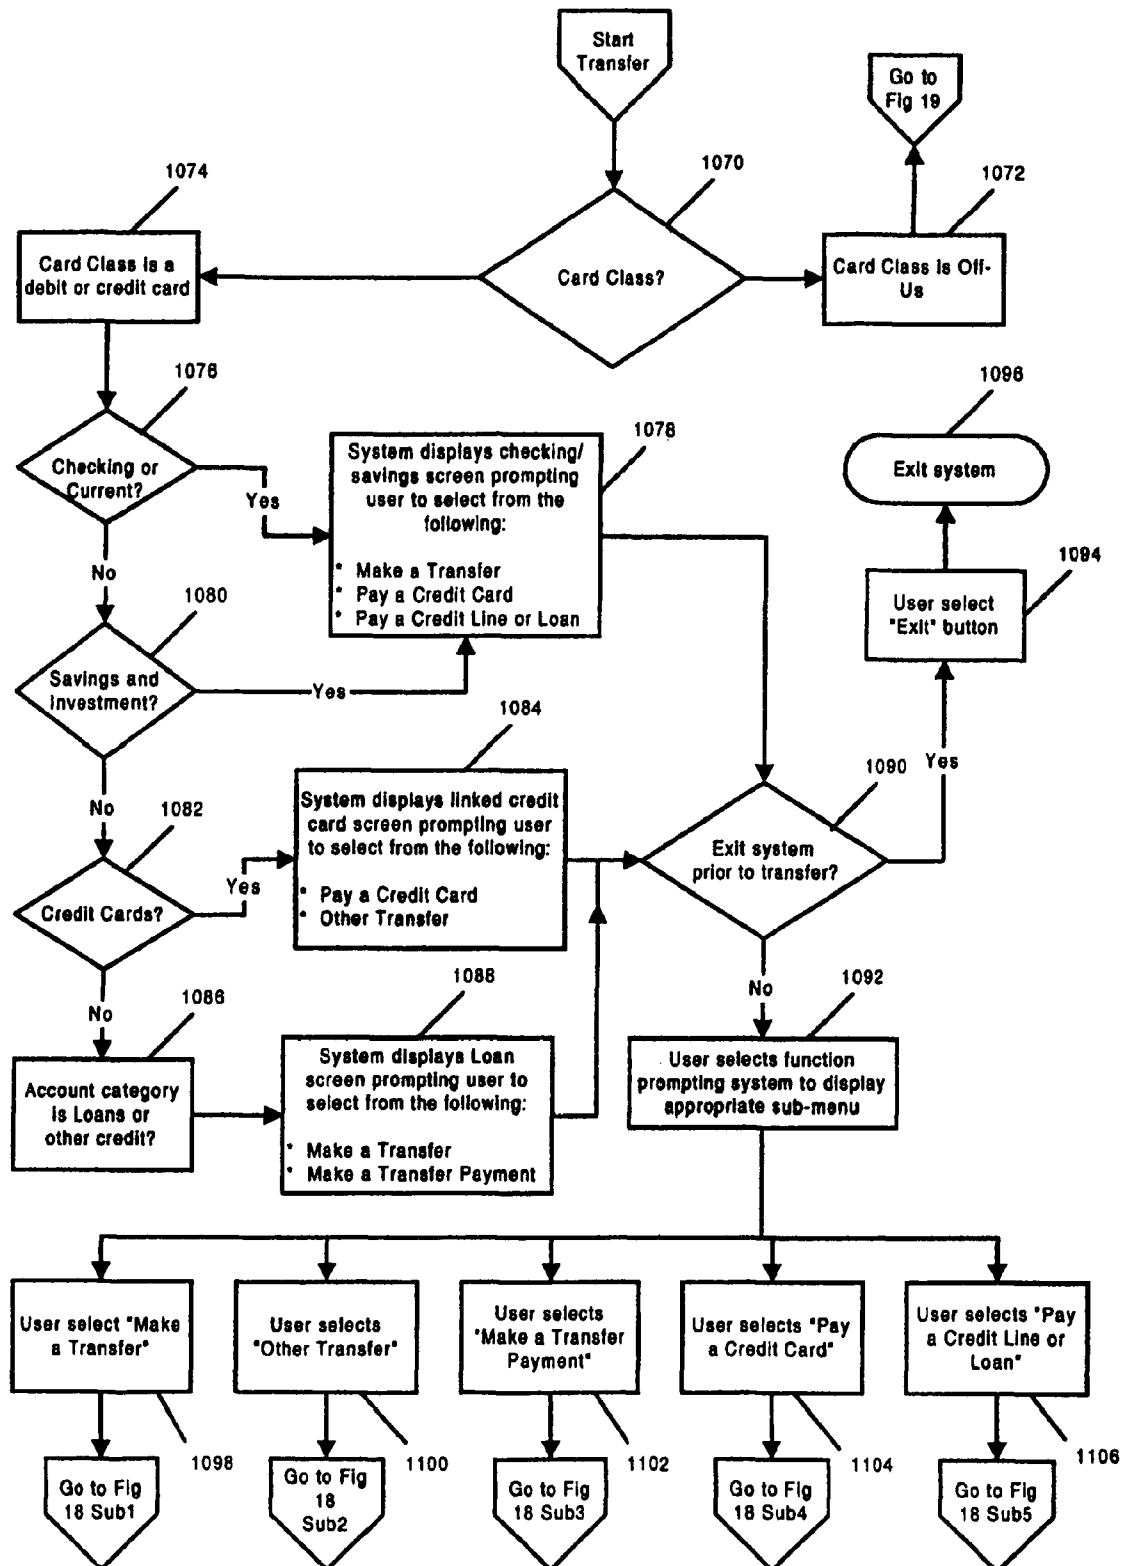 Start
Transfer
Go to
Fig 19
1074
1070
1072
Card Class is a
debit or credit card
Card Class?
Card Class is Off-
Us
1076
1096
Checking or
Current?
Yes
1078
System displays checking/
savings screen prompting
user to select from the
following:
* Make a Transfer
* Pay a Credit Card
* Pay a Credit Line or Loan
Exit system
No
1094
1080
User select
"Exit" button
Savings and
Investment?
Yes
1084
Yes
1090
No
1082
System displays linked credit
card screen prompting user
to select from the following:
* Pay a Credit Card
* Other Transfer
Exit system
prior to transfer?
Yes
Credit Cards?
No
1086
1088
No
1092
Account category
is Loans or
other credit?
System displays Loan
screen prompting user to
select from the following:
* Make a Transfer
* Make a Transfer Payment
User selects function
prompting system to display
appropriate sub-menu
User select "Make
a Transfer"
User selects
"Other Transfer"
User selects
"Make a Transfer
Payment"
User selects "Pay
a Credit Card"
User selects "Pay
a Credit Line or
Loan"
1098
1100
1102
1104
1106
Go to Fig
18 Sub1
Go to Fig
18
Sub2
Go to Fig
18 Sub3
Go to Fig
18 Sub4
Go to Fig
18 Sub5